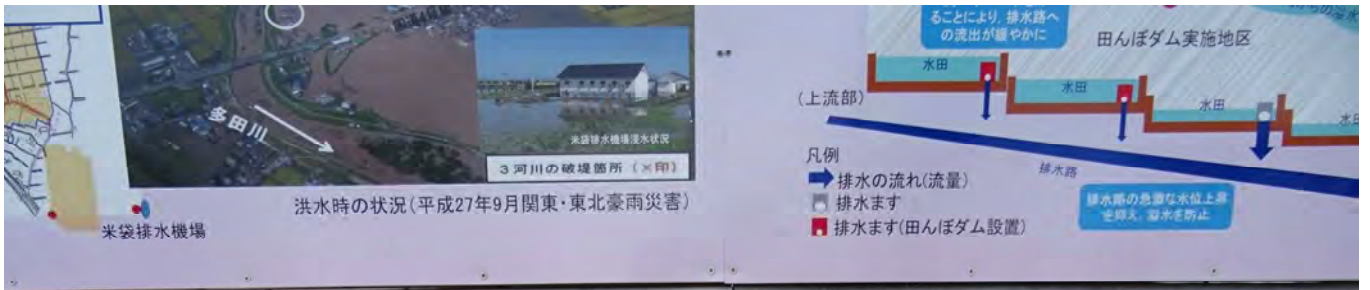 多田川
米袋排水機場浸水状況
3河川の破堤箇所(×印)
洪水時の状況(平成27年9月関東・東北豪雨災害)
米袋排水機場
ることにより,排水路へ
の流出が緩やかに
田んぼダム実施地区
水田
水田
水田
水田
(上流部)
排水路
凡例
排水の流れ(流量)
排水ます
排水ます(田んぼダム設置)
排水路の急激な水位上昇
を抑え,溢水を防止